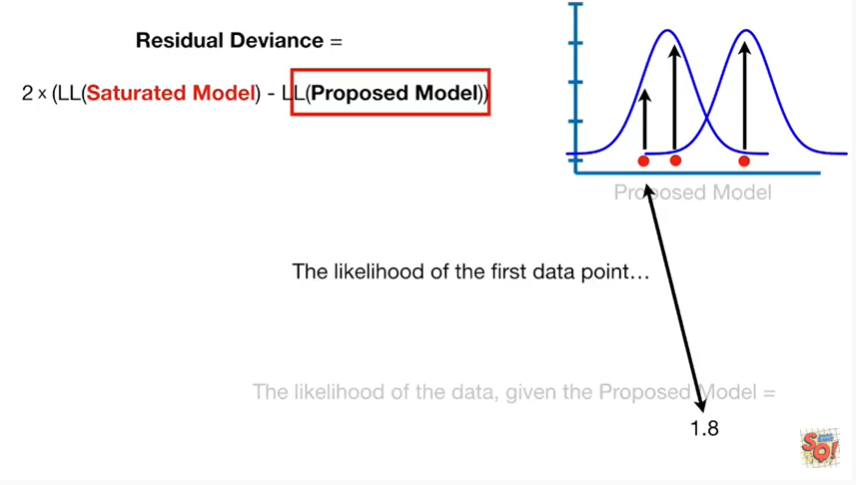 Residual Deviance =
2 x (LL(Saturated Model) - LL(Proposed Model))
Proposed Model
The likelihood of the first data point…
The likelihood of the data, given the Proposed Model =
1.8
SQ!